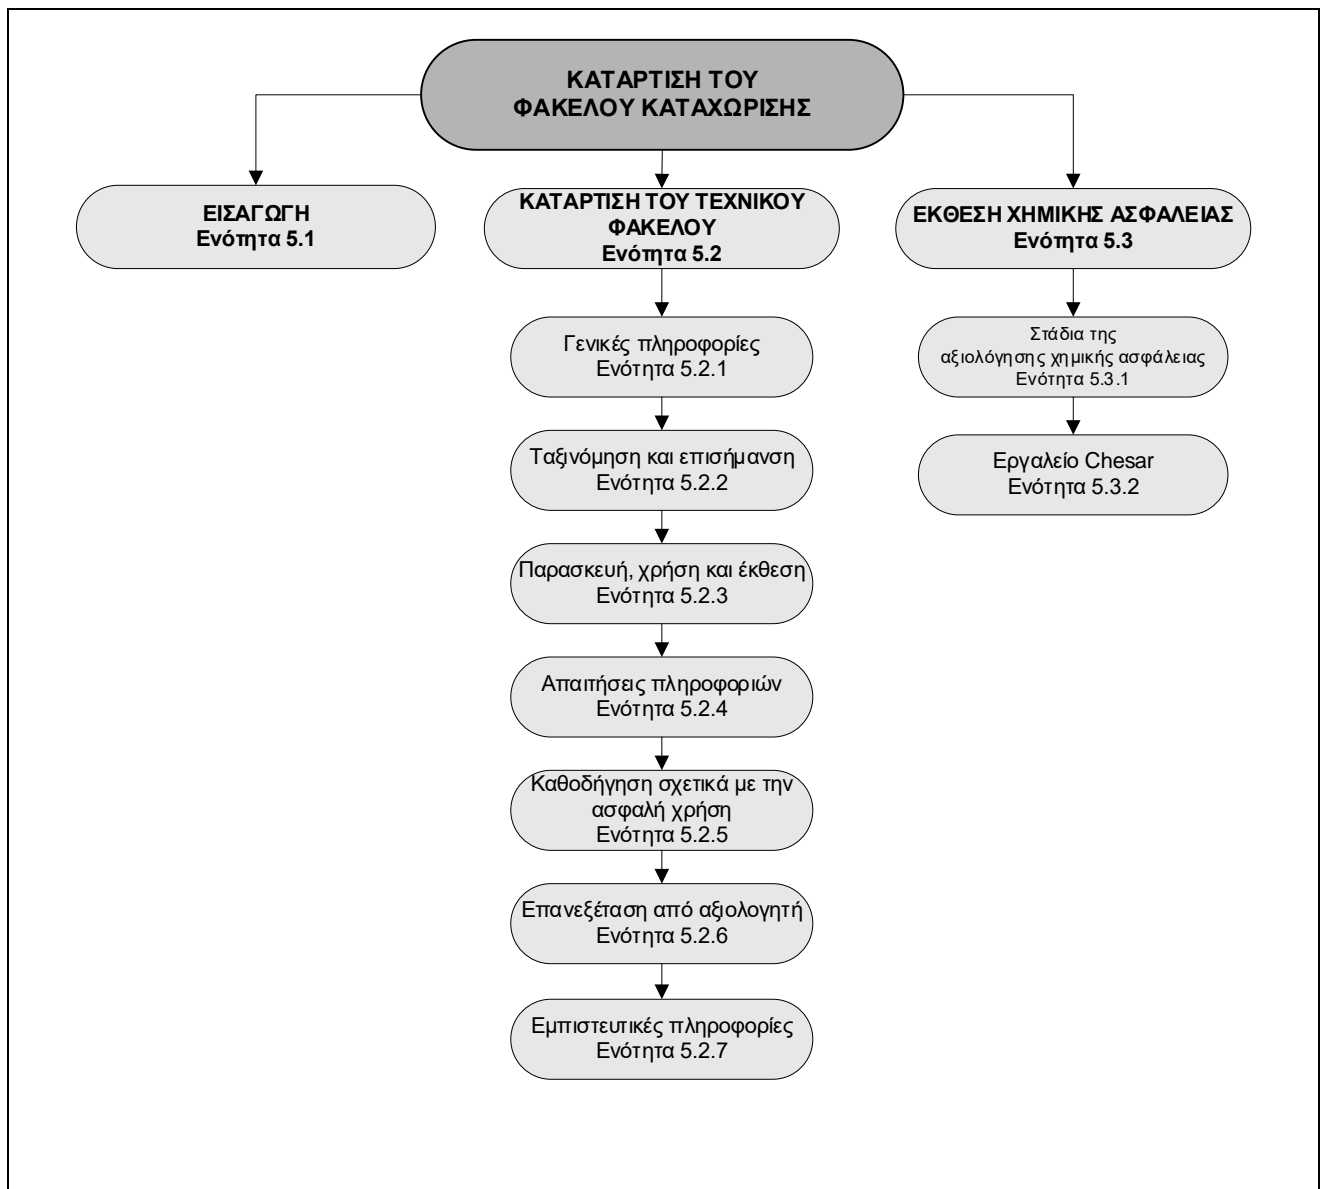 ΚΑΤΑΡΤΙΣΗ ΤΟΥ
ΦΑΚΕΛΟΥ ΚΑΤΑΧΩΡΙΣΗΣ
ΕΙΣΑΓΩΓΗ
Ενότητα 5.1
ΚΑΤΑΡΤΙΣΗ ΤΟΥ ΤΕΧΝΙΚΟΥ
ΦΑΚΕΛΟΥ
Ενότητα 5.2
Γενικές πληροφορίες
Ενότητα 5.2.1
Ταξινόμηση και επισήμανση
Ενότητα 5.2.2
Παρασκευή, χρήση και έκθεση
Ενότητα 5.2.3
Απαιτήσεις πληροφοριών
Ενότητα 5.2.4
Καθοδήγηση σχετικά με την
ασφαλή χρήση
Ενότητα 5.2.5
Επανεξέταση από αξιολογητή
Ενότητα 5.2.6
Εμπιστευτικές πληροφορίες
Ενότητα 5.2.7
ΕΚΘΕΣΗ ΧΗΜΙΚΗΣ ΑΣΦΑΛΕΙΑΣ
Ενότητα 5.3
Στάδια της
αξιολόγησης χημικής ασφάλειας
Ενότητα 5.3.1
Εργαλείο Chesar
Ενότητα 5.3.2